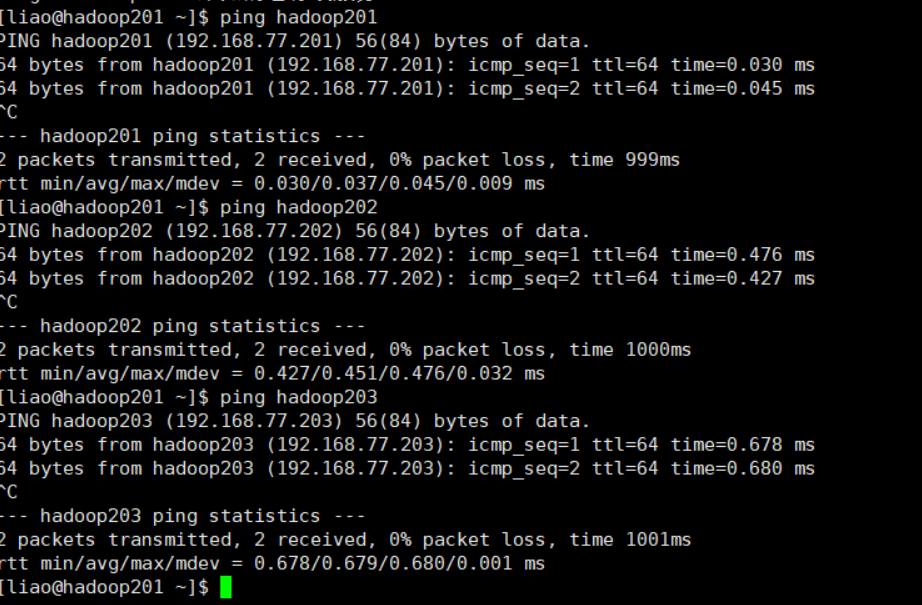 [liao@hadoop201 ~]$ ping hadoop201
PING hadoop201 (192.168.77.201) 56(84) bytes of data.
64 bytes from hadoop201 (192.168.77.201): icmp_seq=1 ttl=64 time=0.030 ms
64 bytes from hadoop201 (192.168.77.201): icmp_seq=2 ttl=64 time=0.045 ms
^C
--- hadoop201 ping statistics ---
2 packets transmitted, 2 received, 0% packet loss, time 999ms
rtt min/avg/max/mdev = 0.030/0.037/0.045/0.009 ms
[liao@hadoop201 ~]$ ping hadoop202
PING hadoop202 (192.168.77.202) 56(84) bytes of data.
64 bytes from hadoop202 (192.168.77.202): icmp_seq=1 ttl=64 time=0.476 ms
64 bytes from hadoop202 (192.168.77.202): icmp_seq=2 ttl=64 time=0.427 ms
^C
--- hadoop202 ping statistics ---
2 packets transmitted, 2 received, 0% packet loss, time 1000ms
rtt min/avg/max/mdev = 0.427/0.451/0.476/0.032 ms
[liao@hadoop201 ~]$ ping hadoop203
PING hadoop203 (192.168.77.203) 56(84) bytes of data.
64 bytes from hadoop203 (192.168.77.203): icmp_seq=1 ttl=64 time=0.678 ms
64 bytes from hadoop203 (192.168.77.203): icmp_seq=2 ttl=64 time=0.680 ms
^C
--- hadoop203 ping statistics ---
2 packets transmitted, 2 received, 0% packet loss, time 1001ms
rtt min/avg/max/mdev = 0.678/0.679/0.680/0.001 ms
[liao@hadoop201 ~]$